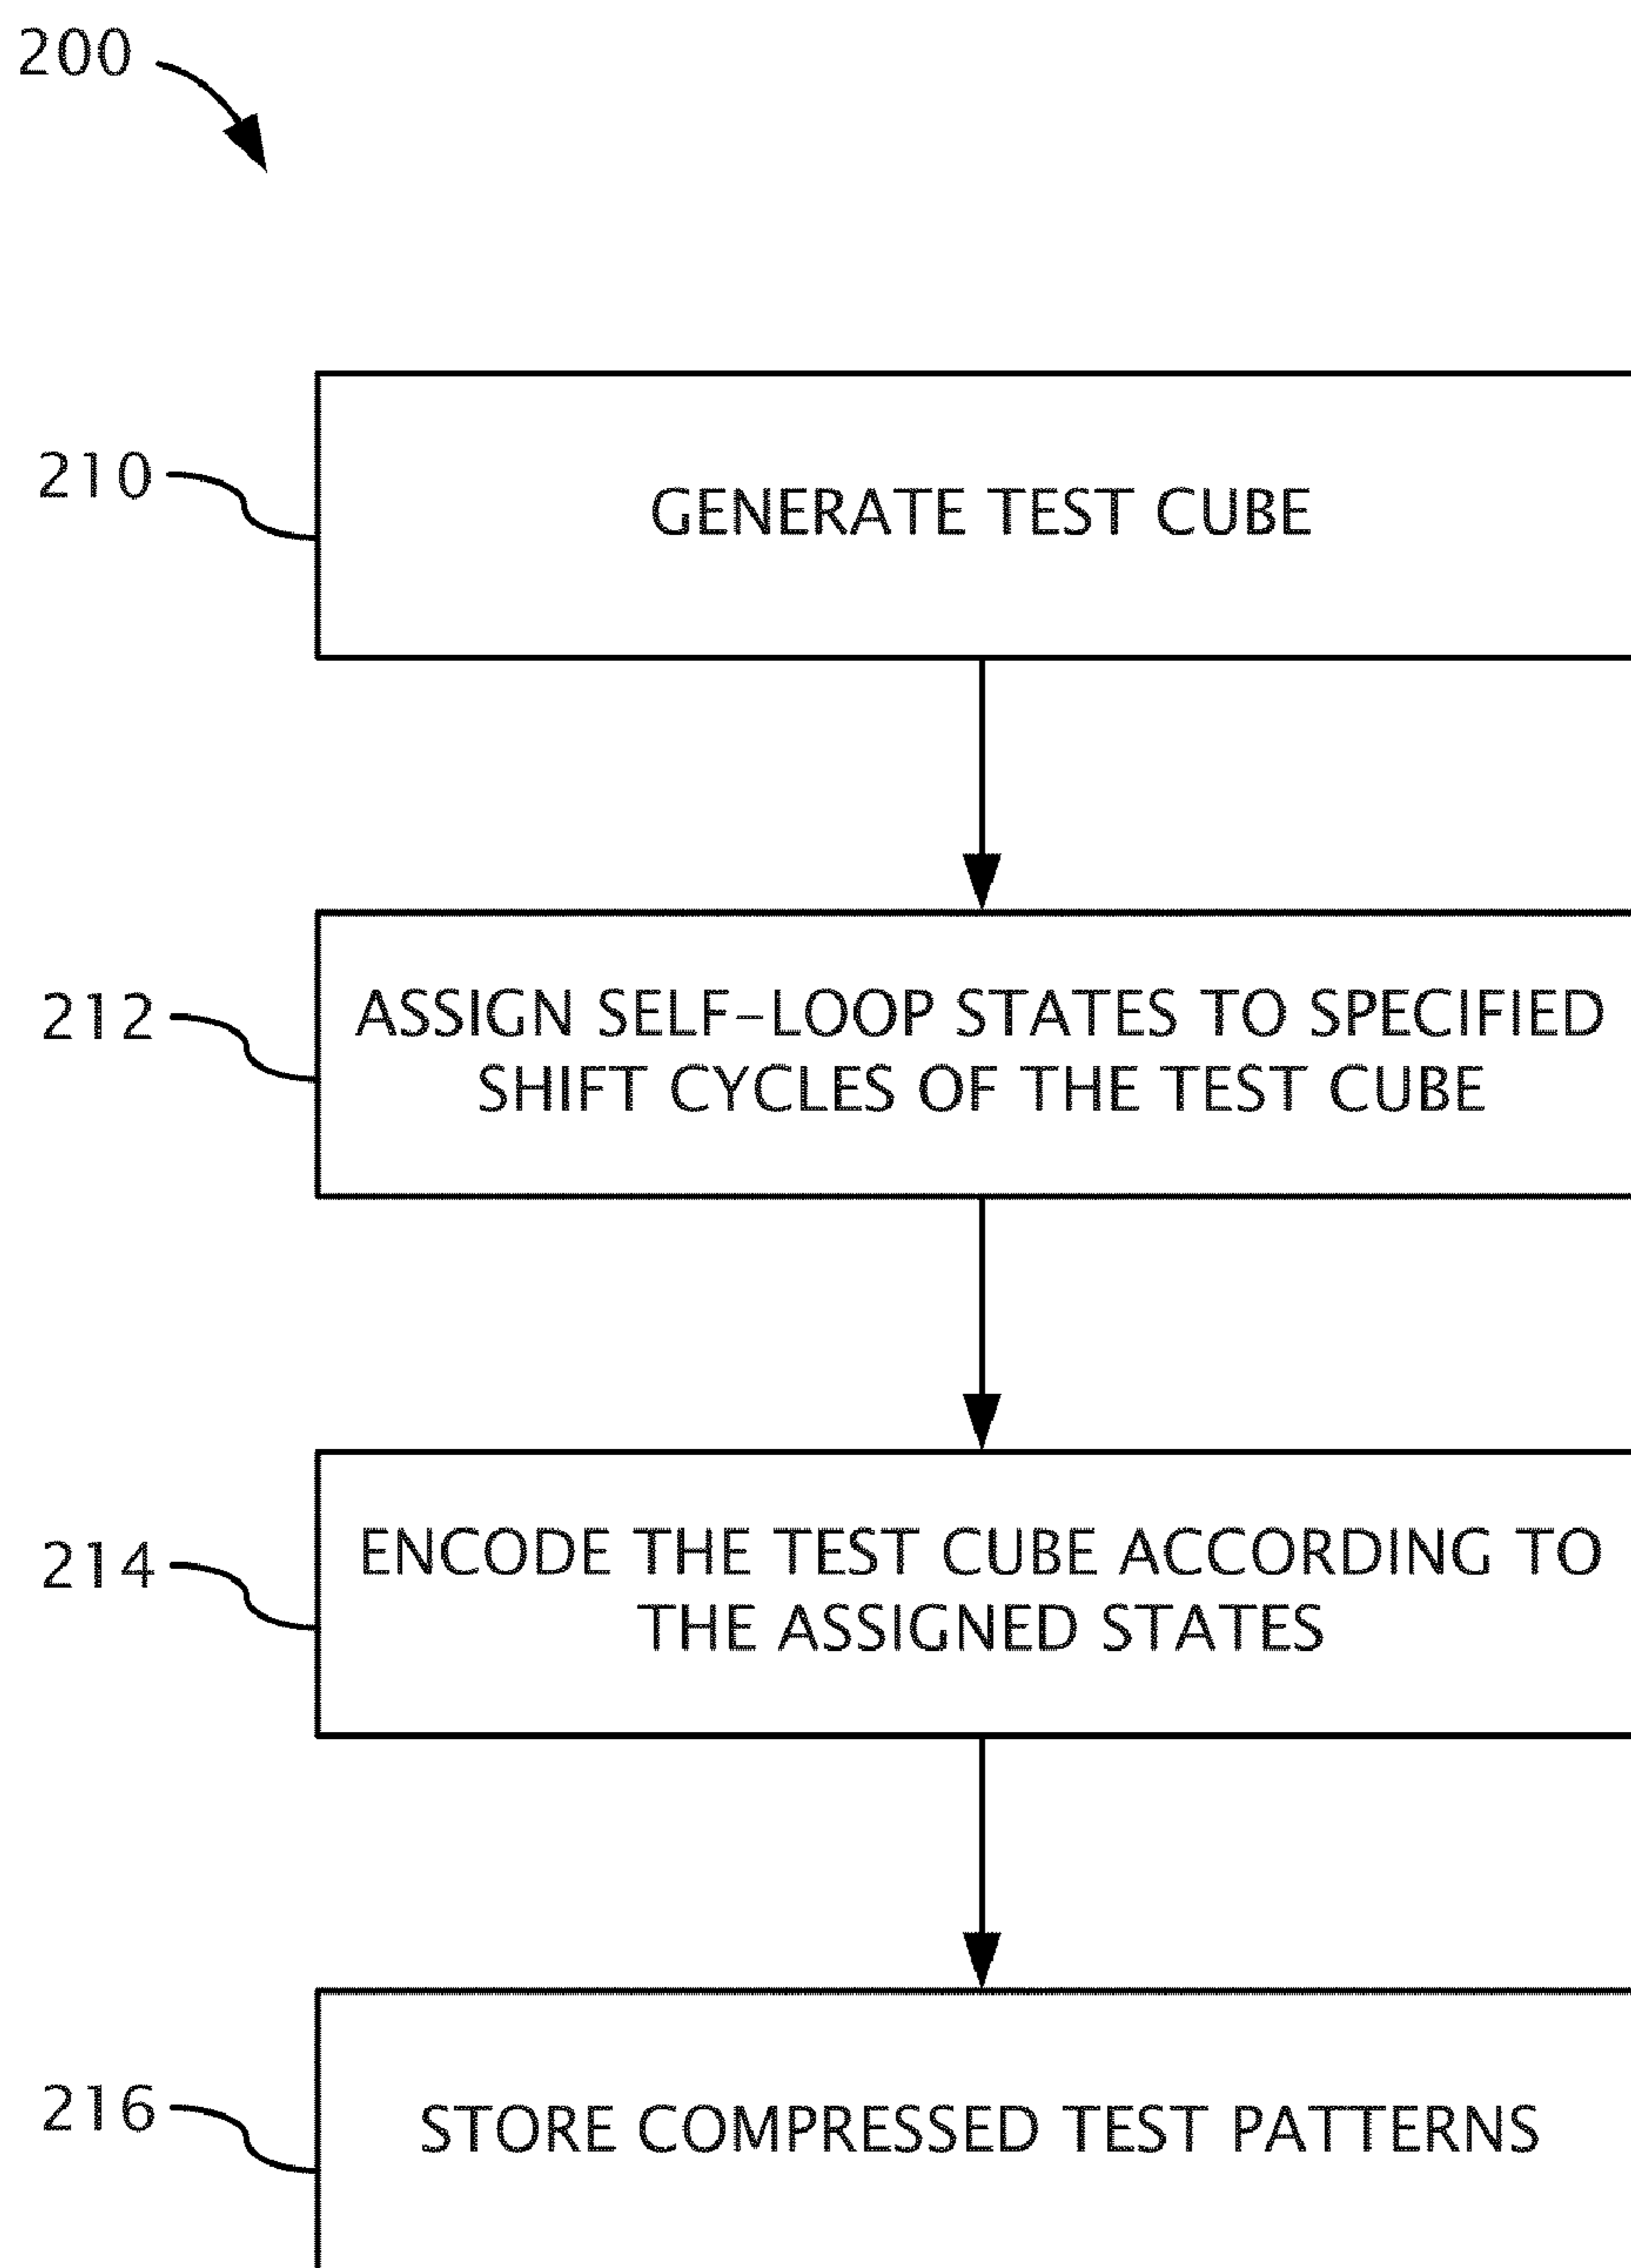 200
210
GENERATE TEST CUBE
212
ASSIGN SELF-LOOP STATES TO SPECIFIED
SHIFT CYCLES OF THE TEST CUBE
214
ENCODE THE TEST CUBE ACCORDING TO
THE ASSIGNED STATES
216
STORE COMPRESSED TEST PATTERNS